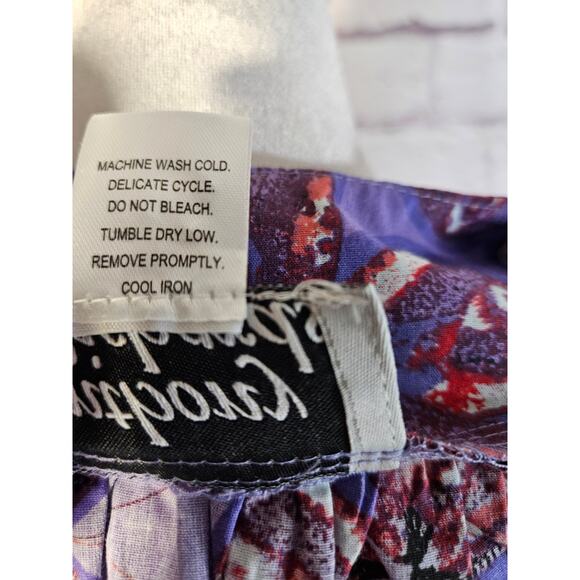 MACHINE WASH COLD.
DELICATE CYCLE.
DO NOT BLEACH.
TUMBLE DRY LOW.
REMOVE PROMPTLY.
COOL IRON